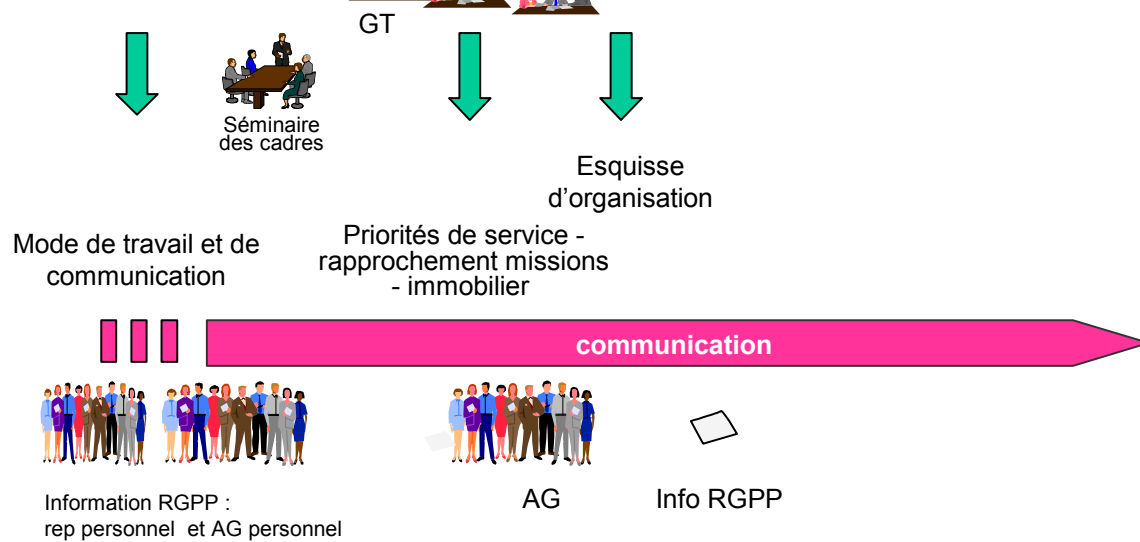 GT
Séminaire
des cadres
Esquisse
d'organisation
Mode de travail et de
communication
Priorités de service -
rapprochement missions
- immobilier
communication
AG
Info RGPP
Information RGPP :
rep personnel et AG personnel